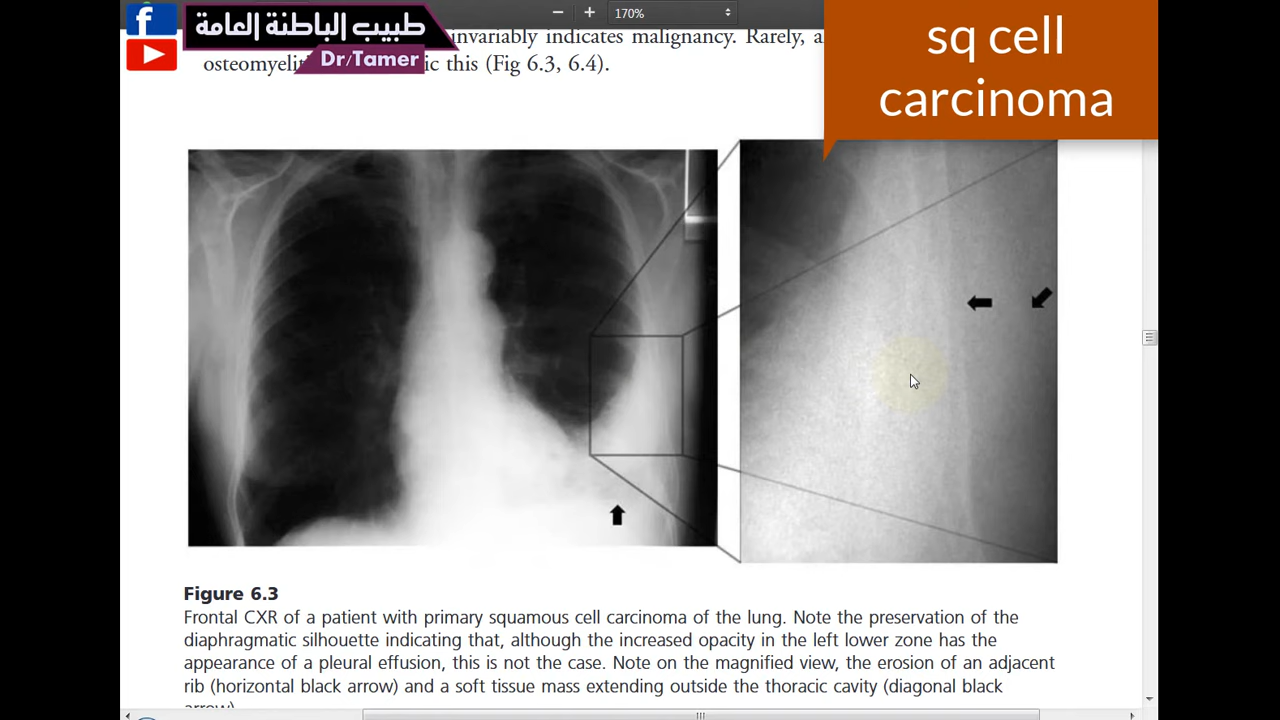 170%
f
طبيب الباطنة العامة
Dr/Tamer
sq cell
carcinoma
invariably indicates malignancy. Rarely,
this (Fig 6.3, 6.4).
Figure 6.3
Frontal CXR of a patient with primary squamous cell carcinoma of the lung. Note the preservation of the
diaphragmatic silhouette indicating that, although the increased opacity in the left lower zone has the
appearance of a pleural effusion, this is not the case. Note on the magnified view, the erosion of an adjacent
rib (horizontal black arrow) and a soft tissue mass extending outside the thoracic cavity (diagonal black
arrow)